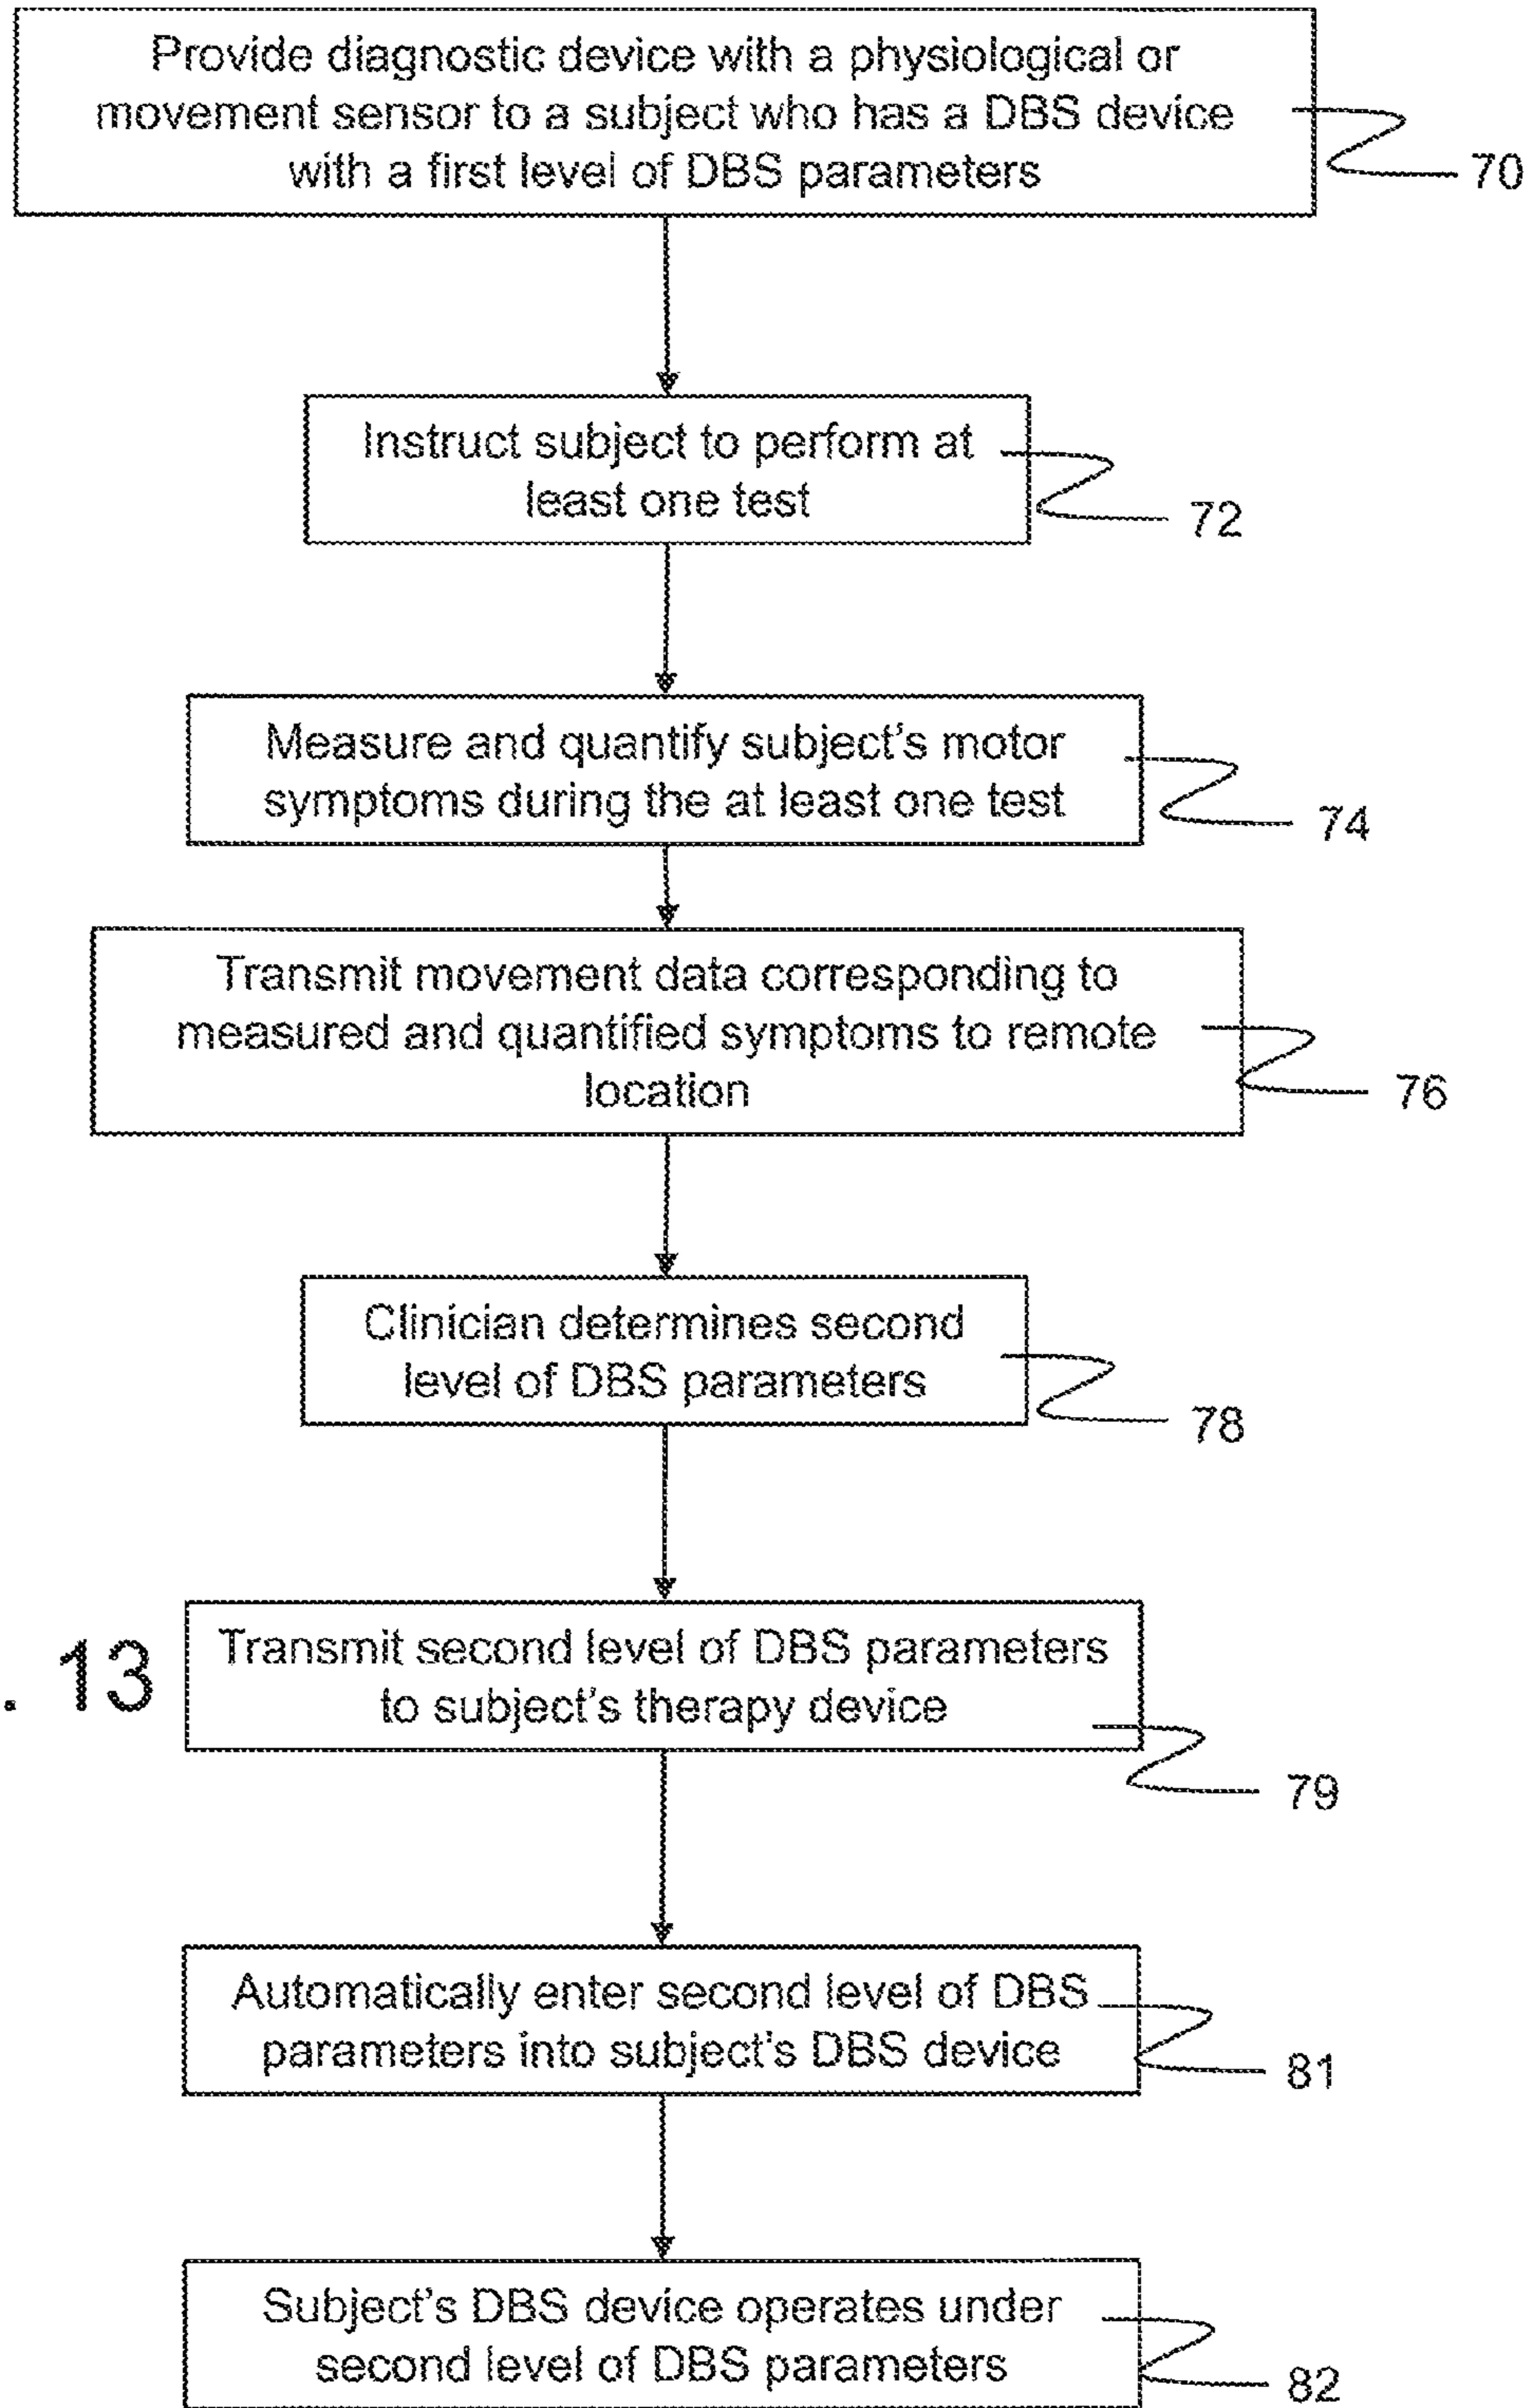 Provide diagnostic device with a physiological or
movement sensor to a subject who has a DBS device
with a first level of DBS parameters
70
Instruct subject to perform at
least one test
72
Measure and quantify subject's motor
symptoms during the at least one test
74
Transmit movement data corresponding to
measured and quantified symptoms to remote
location
76
Clinician determines second
level of DBS parameters
78
. 13
Transmit second level of DBS parameters
to subject's therapy device
79
Automatically enter second level of DBS
parameters into subject's DBS device
81
Subject's DBS device operates under
second level of DBS parameters
82